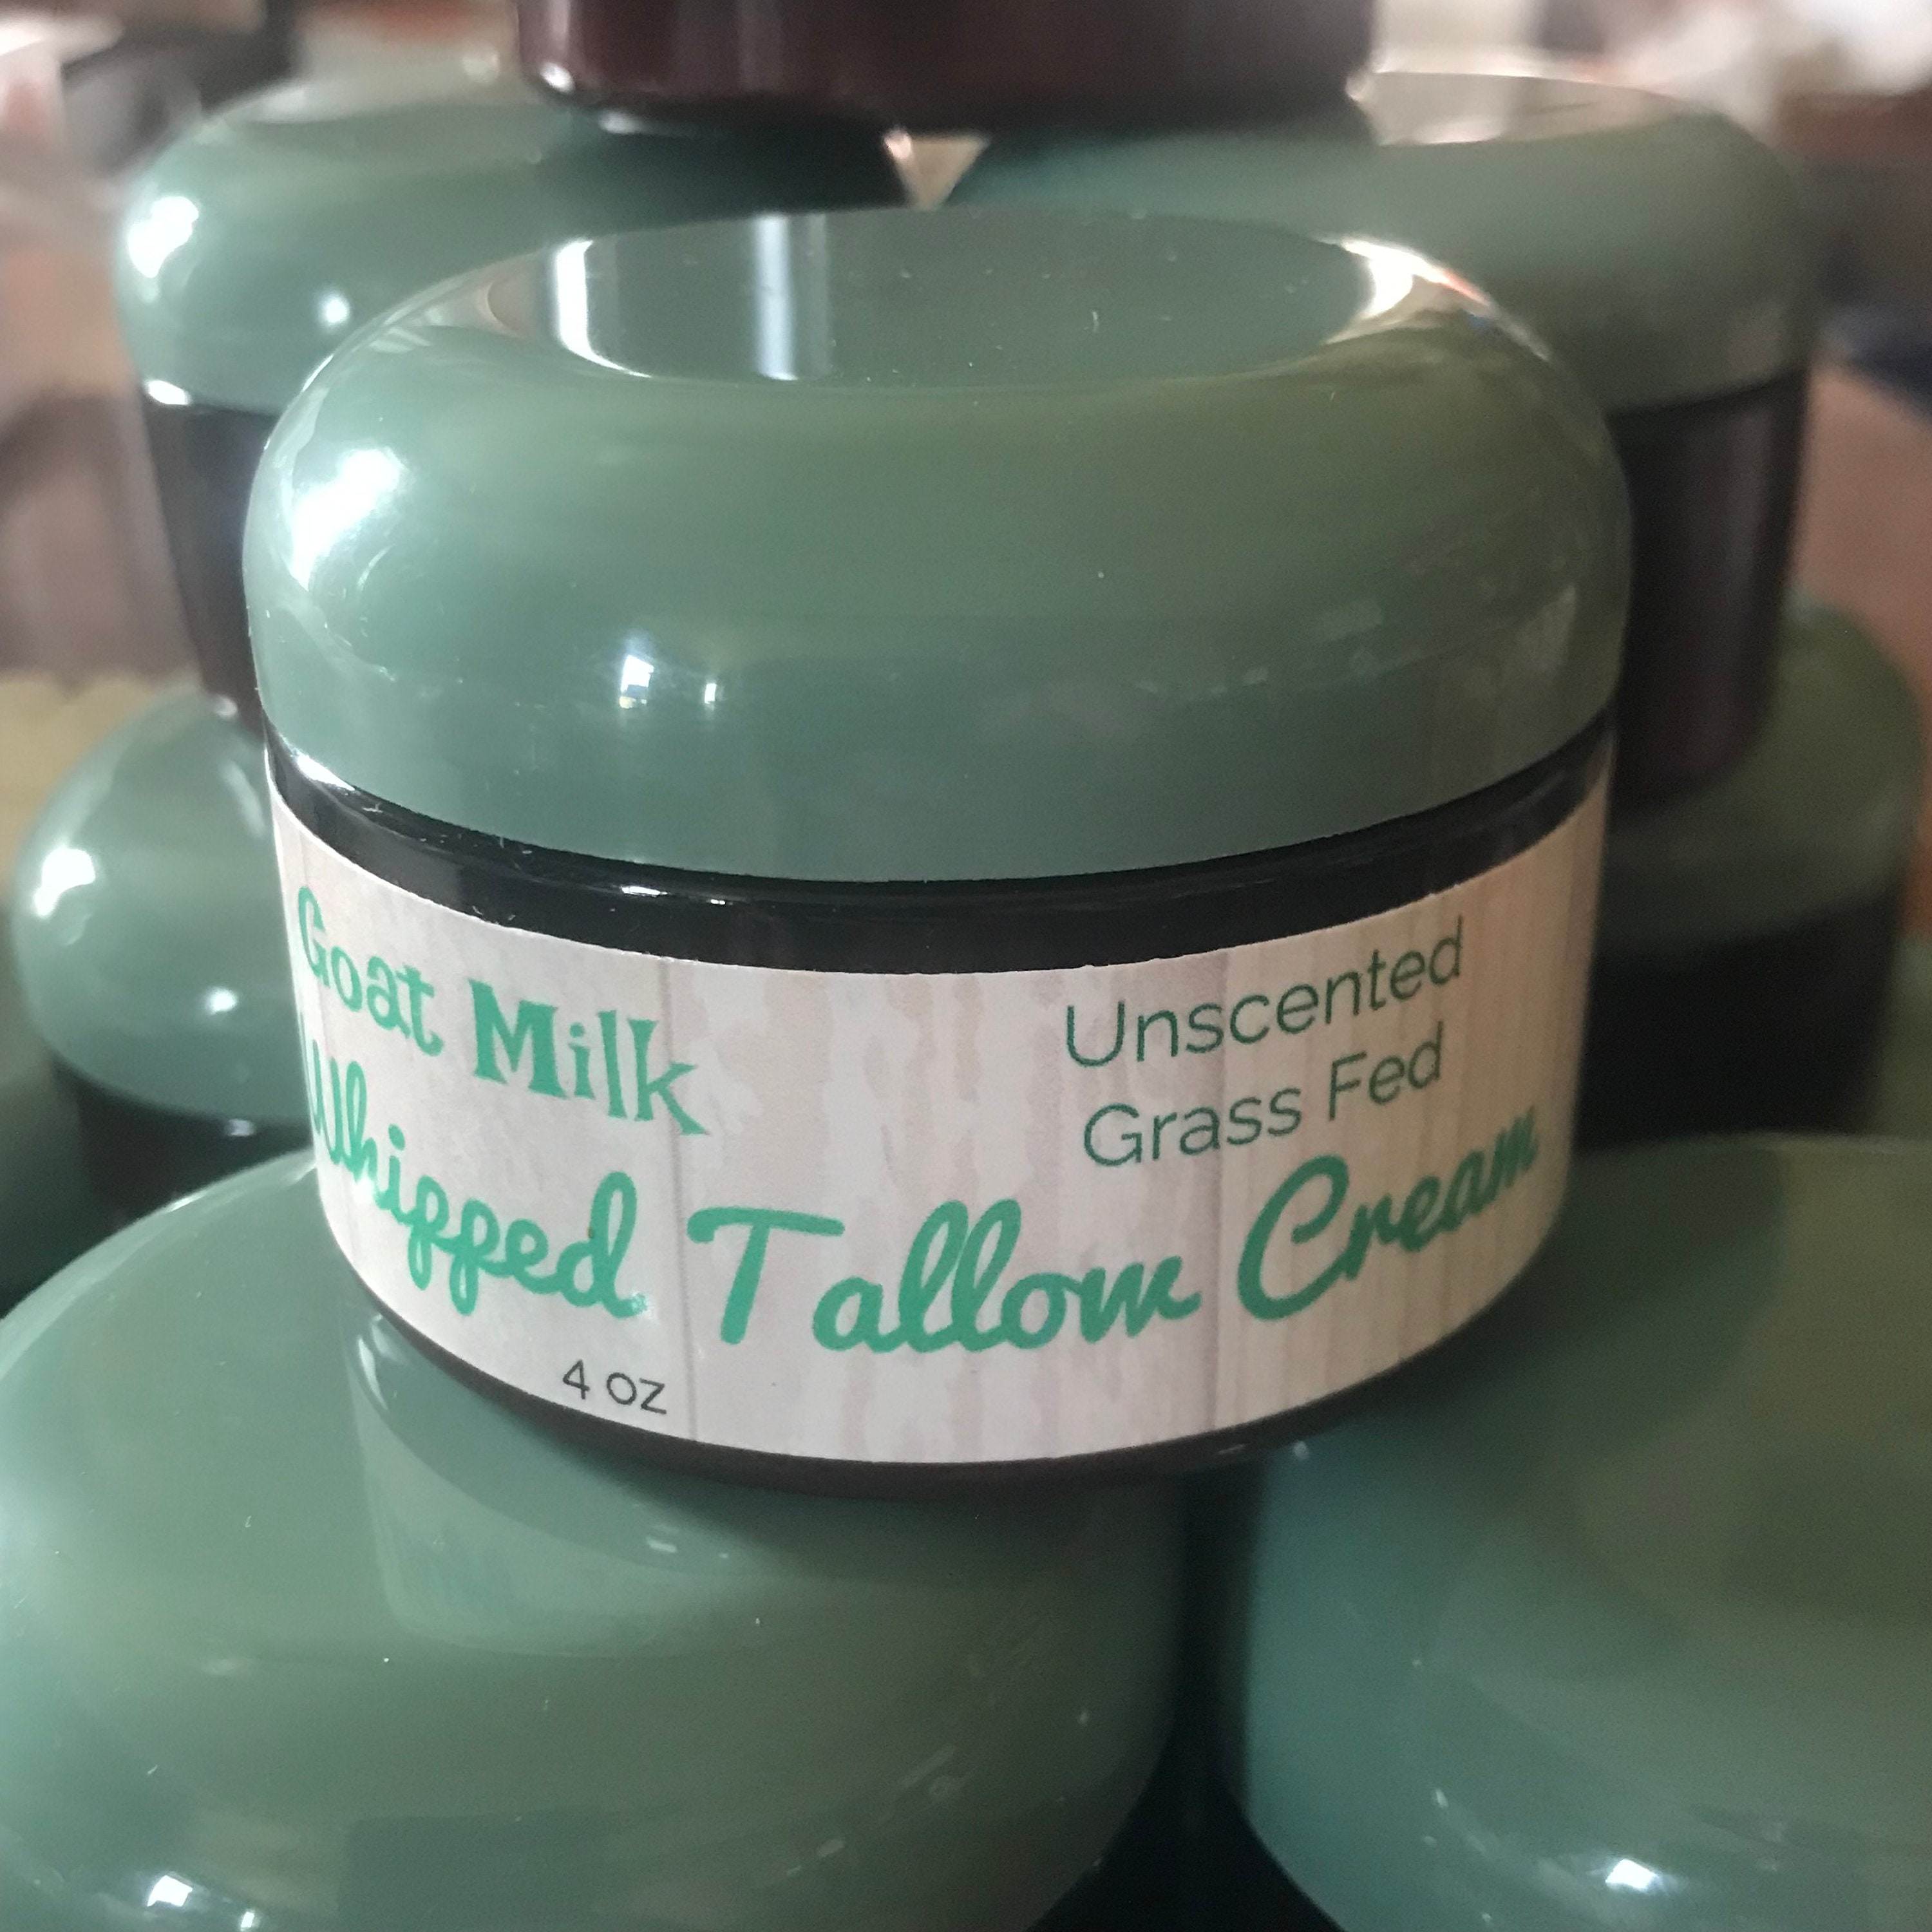 Goat Milk
Unscented
Grass Fed
Whipped Tallow Cream
4 oz